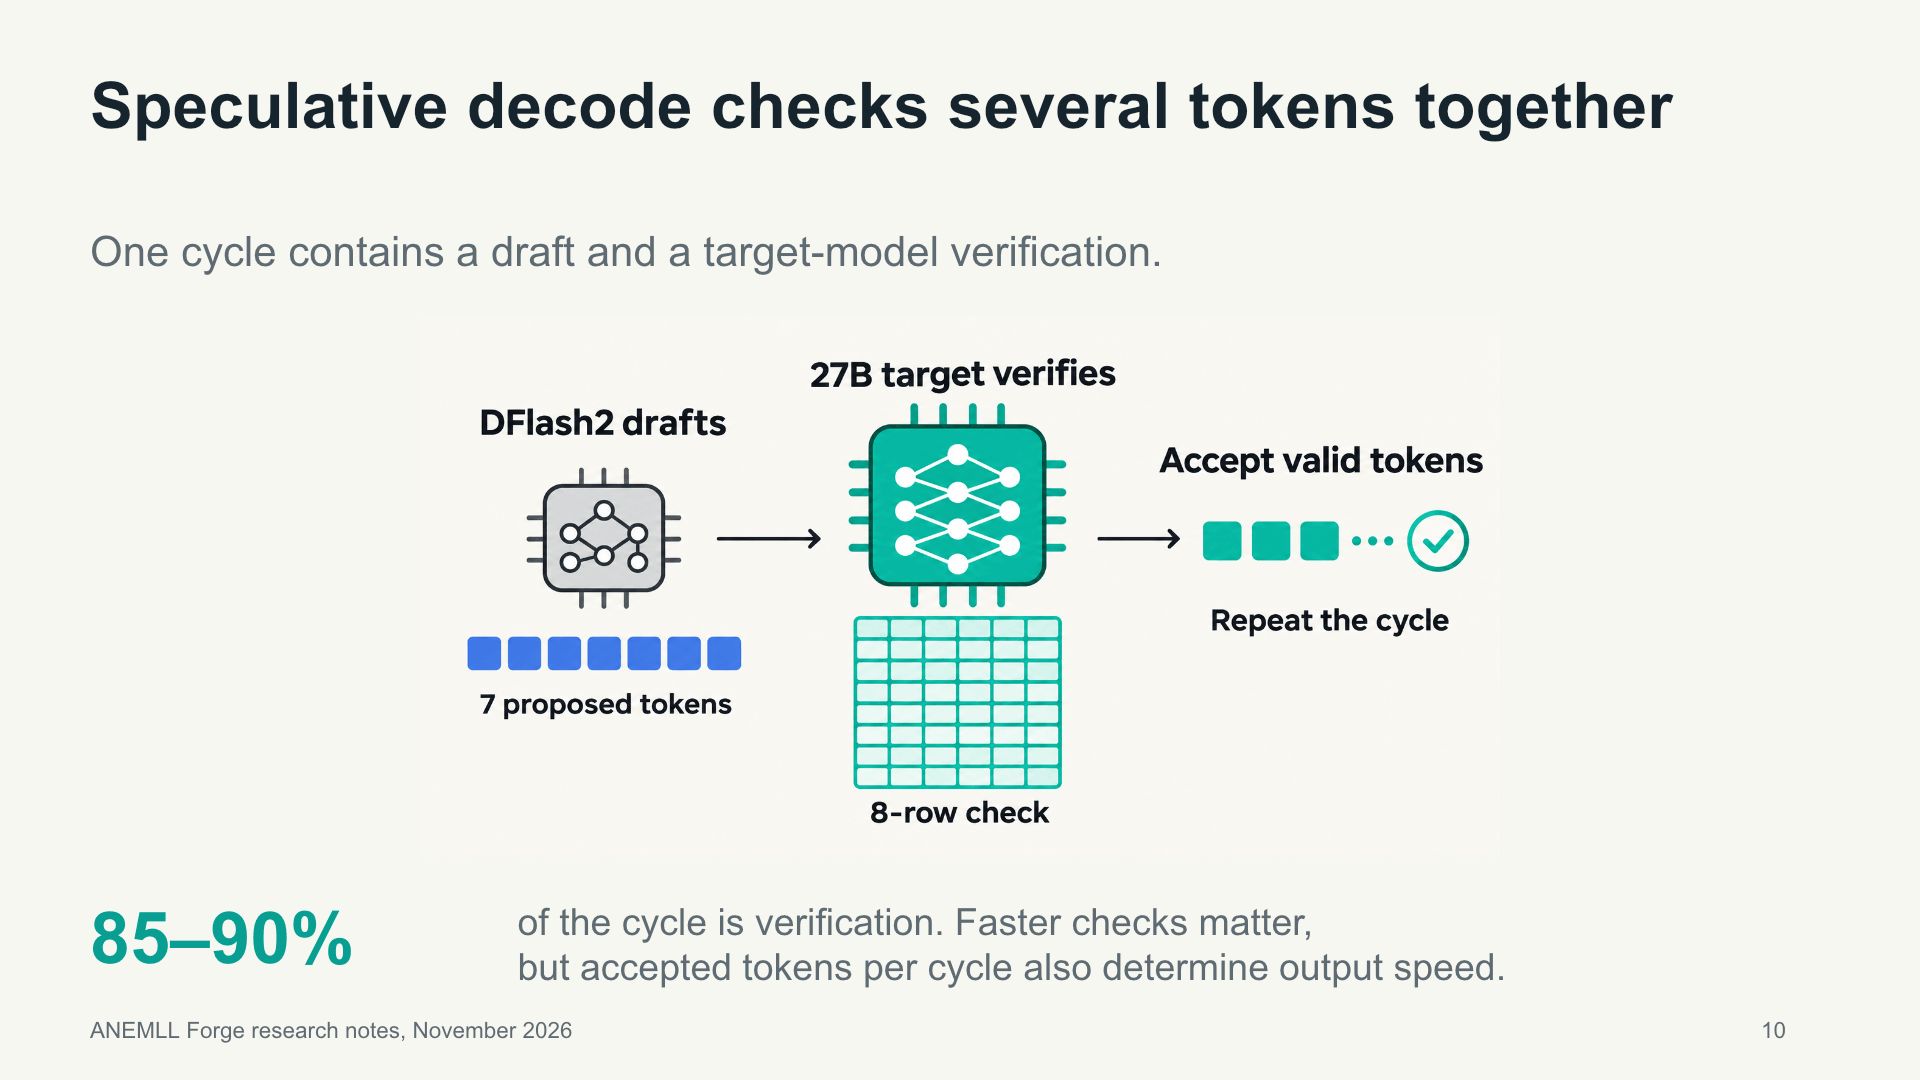 Speculative decode checks several tokens together
One cycle contains a draft and a target-model verification.
DFlash2 drafts
7 proposed tokens
27B target verifies
8-row check
Accept valid tokens
Repeat the cycle
85–90%
of the cycle is verification. Faster checks matter,
but accepted tokens per cycle also determine output speed.
ANEMLL Forge research notes, November 2026
10